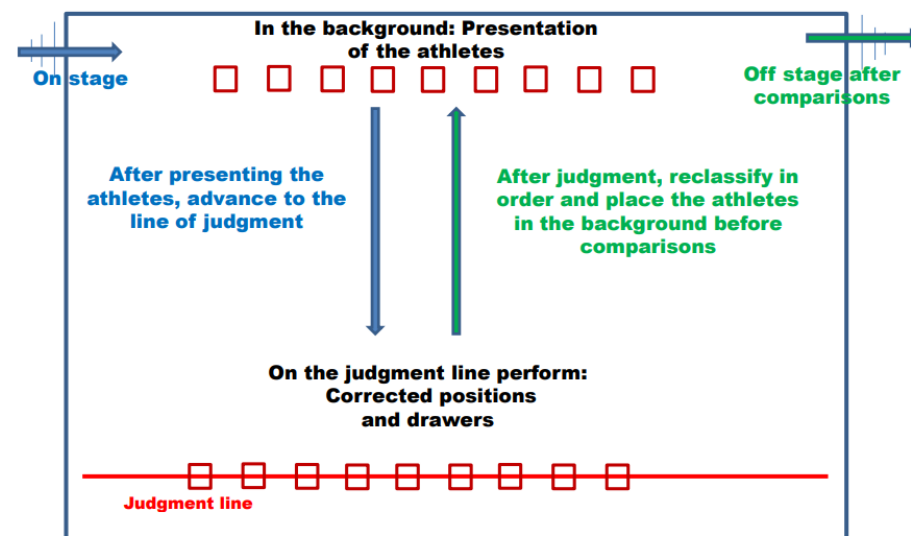 In the background: Presentation
of the athletes
On stage
Off stage after
comparisons
After presenting the
athletes, advance to the
line of judgment
After judgment, reclassify in
order and place the athletes
in the background before
comparisons
On the judgment line perform:
Corrected positions
and drawers
Judgment line